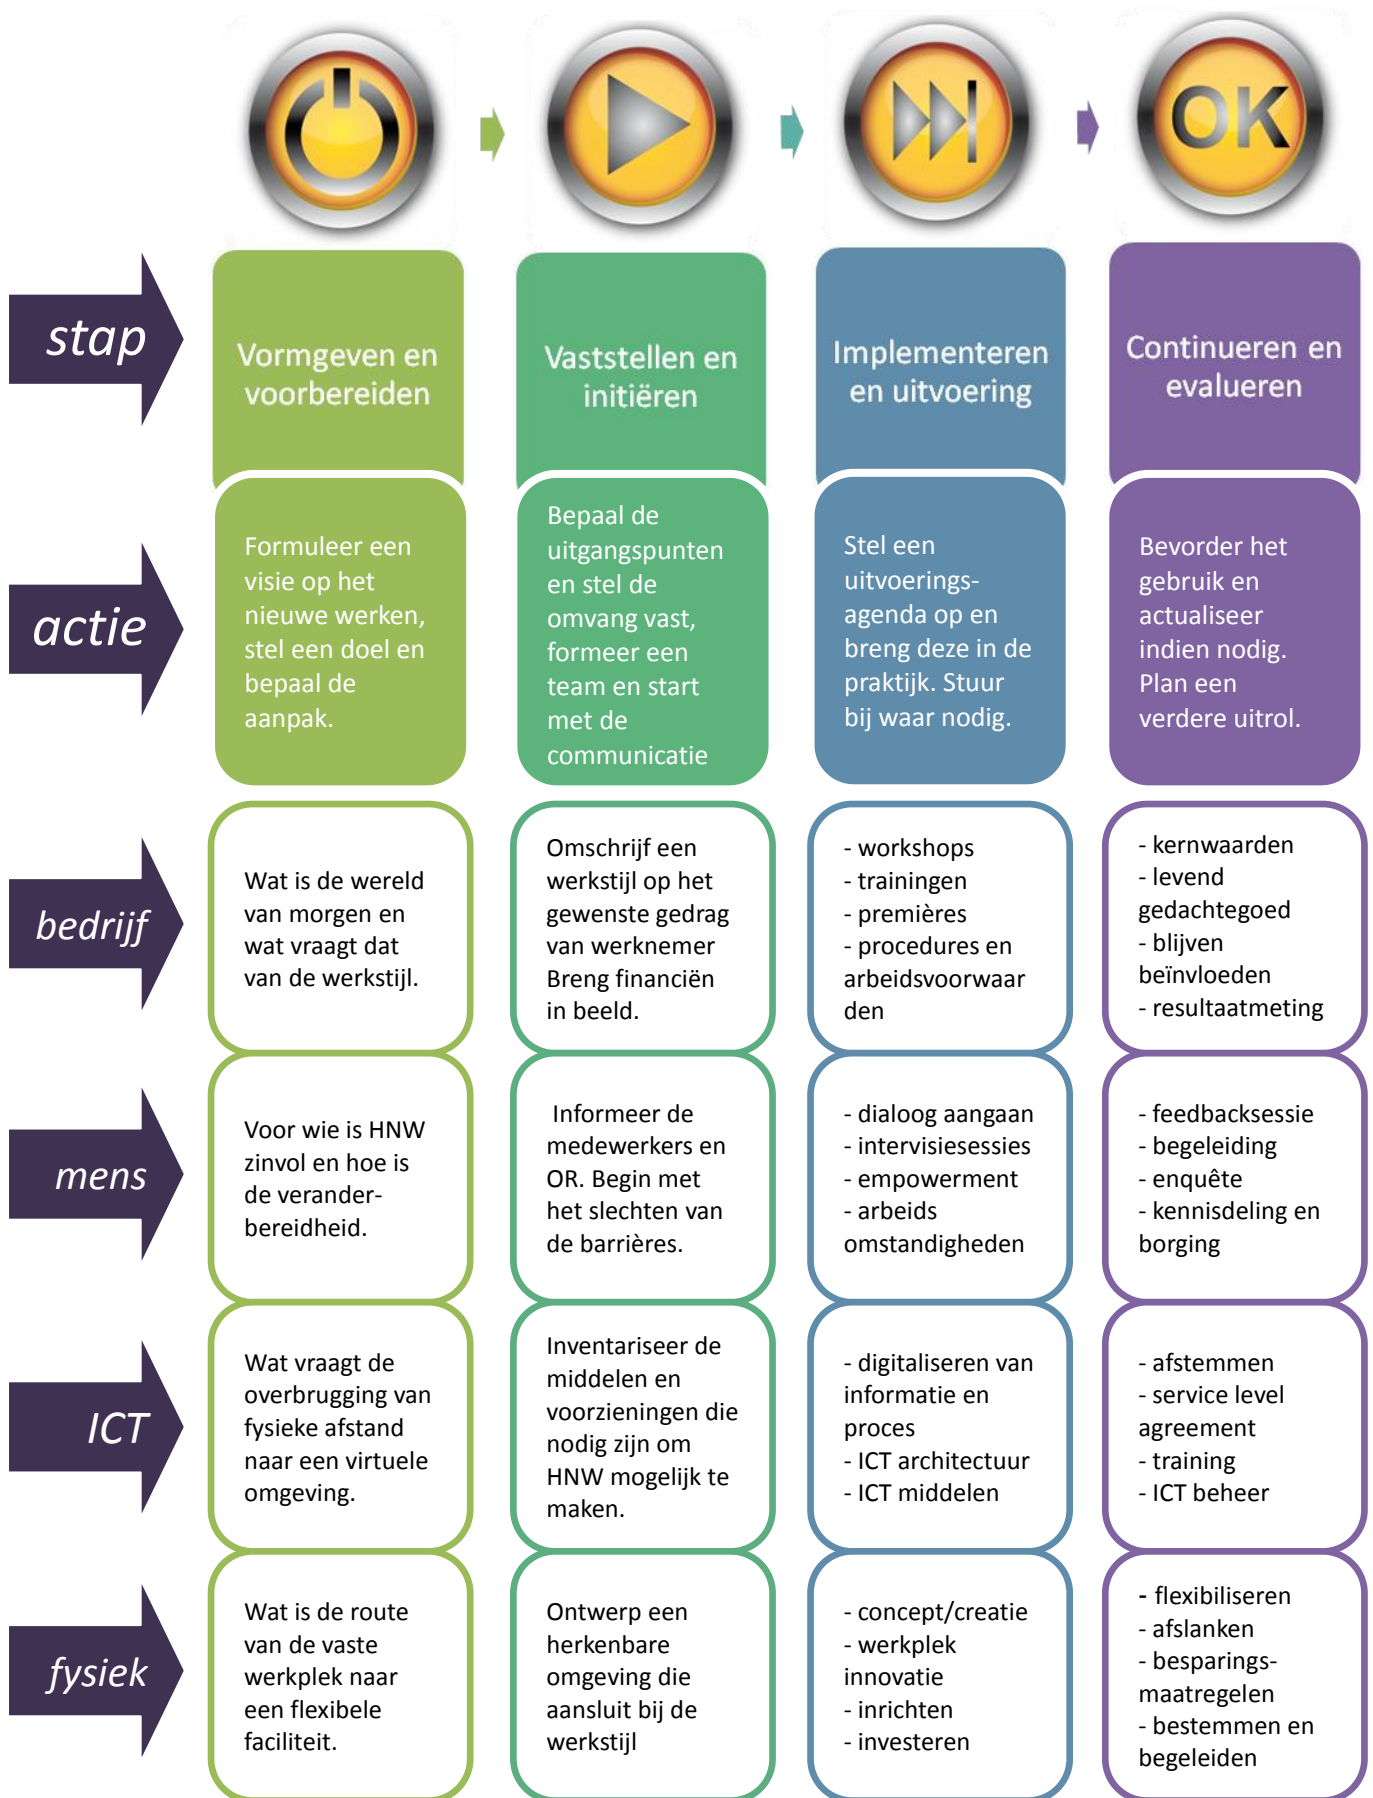 OK
stap
Vormgeven en
voorbereiden
Vaststellen en
initiëren
Implementeren
en uitvoering
Continueren en
evalueren
actie
Formuleer een
visie op het
nieuwe werken,
stel een doel en
bepaal de
aanpak.
Bepaal de
uitgangspunten
en stel de
omvang vast,
formeer een
team en start
met de
communicatie
Stel een
uitvoerings-
agenda op en
breng deze in de
praktijk. Stuur
bij waar nodig.
Bevorder het
gebruik en
actualiseer
indien nodig.
Plan een
verdere uitrol.
bedrijf
Wat is de wereld
van morgen en
wat vraagt dat
van de werkstijl.
Omschrijf een
werkstijl op het
gewenste gedrag
van werknemer
Breng financiën
in beeld.
- workshops
- trainingen
- premières
- procedures en
arbeidsvoorwaar
den
- kernwaarden
- levend
gedachtegoed
- blijven
beïnvloeden
- resultaatmeting
mens
Voor wie is HNW
zinvol en hoe is
de verander-
bereidheid.
Informeer de
medewerkers en
OR. Begin met
het slechten van
de barrières.
- dialoog aangaan
- intervisiesessies
- empowerment
- arbeids
omstandigheden
- feedbacksessie
- begeleiding
- enquête
- kennisdeling en
borging
ICT
Wat vraagt de
overbrugging van
fysieke afstand
naar een virtuele
omgeving.
Inventariseer de
middelen en
voorzieningen die
nodig zijn om
HNW mogelijk te
maken.
- digitaliseren van
informatie en
proces
- ICT architectuur
- ICT middelen
- afstemmen
- service level
agreement
- training
- ICT beheer
fysiek
Wat is de route
van de vaste
werkplek naar
een flexibele
faciliteit.
Ontwerp een
herkenbare
omgeving die
aansluit bij de
werkstijl
- concept/creatie
- werkplek
innovatie
- inrichten
- investeren
- flexibiliseren
- afslanken
- besparings-
maatregelen
- bestemmen en
begeleiden